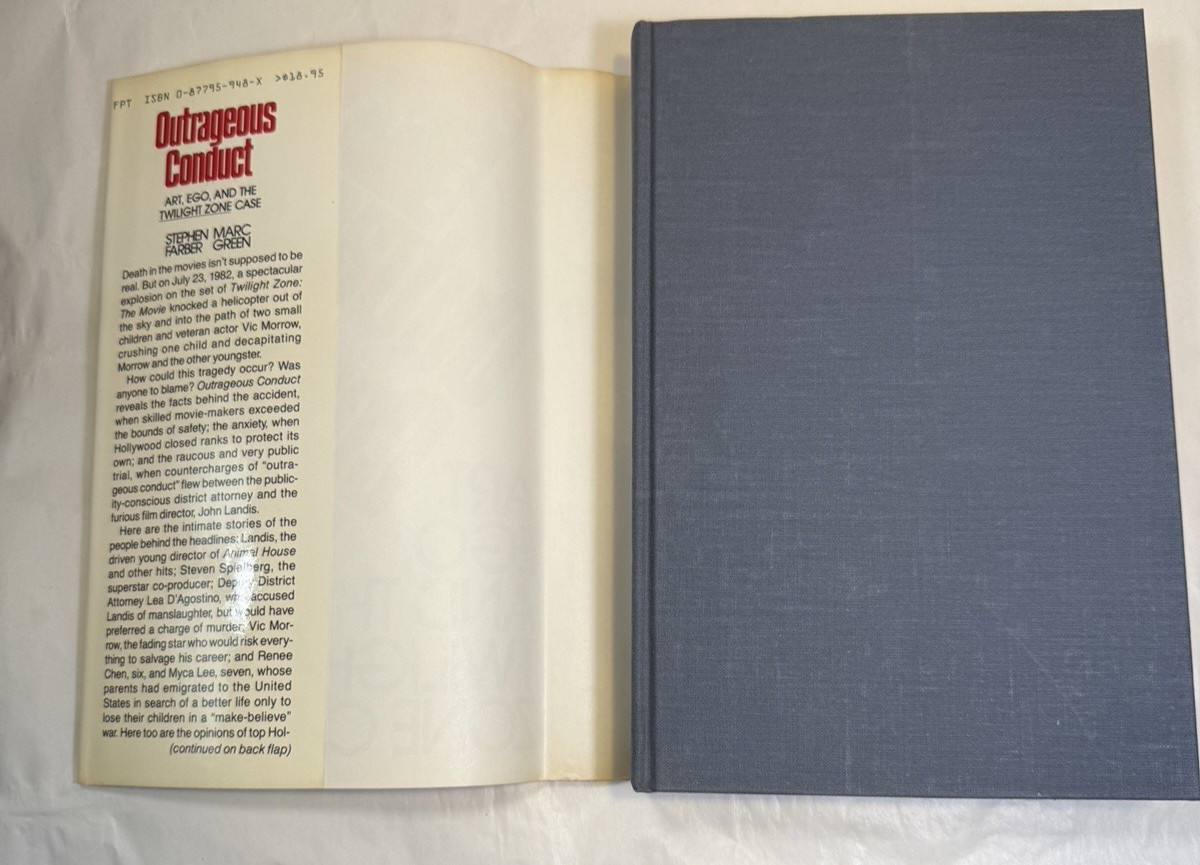 FPT ISBN 0-87795-948-X >$18.95
Outrageous
Conduct
ART, EGO, AND THE
TWILIGHT ZONE CASE
STEPHEN MARC
FARBER GREEN
Death in the movies isn't supposed to be
real. But on July 23, 1982, a spectacular
explosion on the set of Twilight Zone:
The Movie knocked a helicopter out of
the sky and into the path of two small
children and veteran actor Vic Morrow,
crushing one child and decapitating
Morrow and the other youngster.
How could this tragedy occur? Was
anyone to blame? Outrageous Conduct
reveals the facts behind the accident,
when skilled movie-makers exceeded
the bounds of safety; the anxiety, when
Hollywood closed ranks to protect its
own; and the raucous and very public
trial, when countercharges of "outra-
geous conduct" flew between the public-
ity-conscious district attorney and the
furious film director, John Landis.
Here are the intimate stories of the
people behind the headlines: Landis, the
driven young director of Animal House
and other hits; Steven Spielberg, the
superstar co-producer; Deputy District
Attorney Lea D'Agostino, who accused
Landis of manslaughter, but would have
preferred a charge of murder; Vic Mor-
row, the fading star who would risk every-
thing to salvage his career; and Renee
Chen, six, and Myca Lee, seven, whose
parents had emigrated to the United
States in search of a better life only to
lose their children in a "make-believe"
war. Here too are the opinions of top Hol-
(continued on back flap)